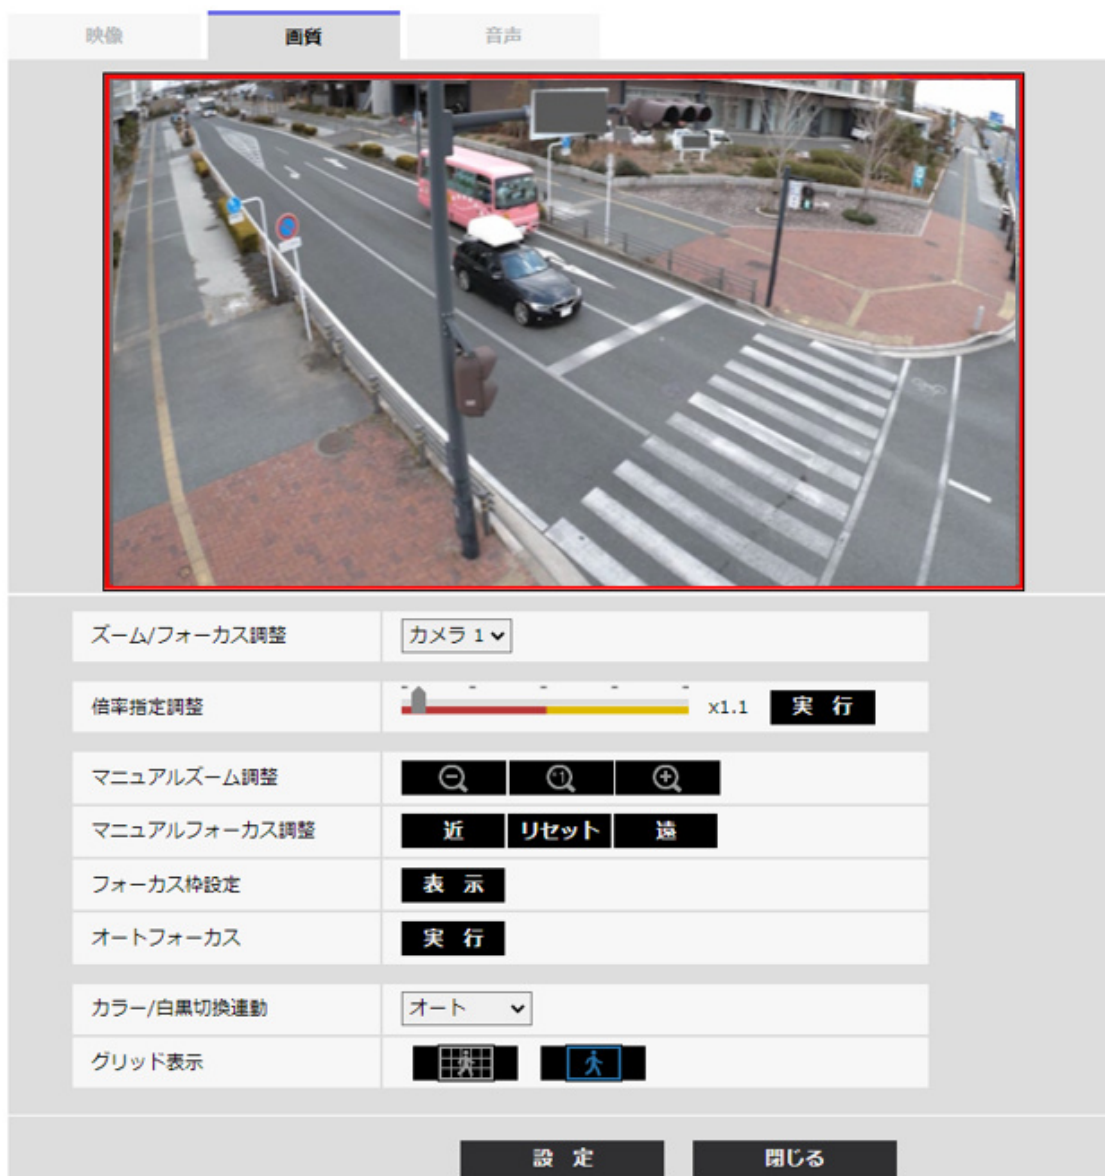 映像 画質 音声
ズーム/フォーカス調整 カメラ 1
倍率指定調整 x1.1 実 行
マニュアルズーム調整 *1
マニュアルフォーカス調整 近 リセット 遠
フォーカス枠設定 表 示
オートフォーカス 実 行
カラー/白黒切換連動 オート
グリッド表示
設 定 閉じる